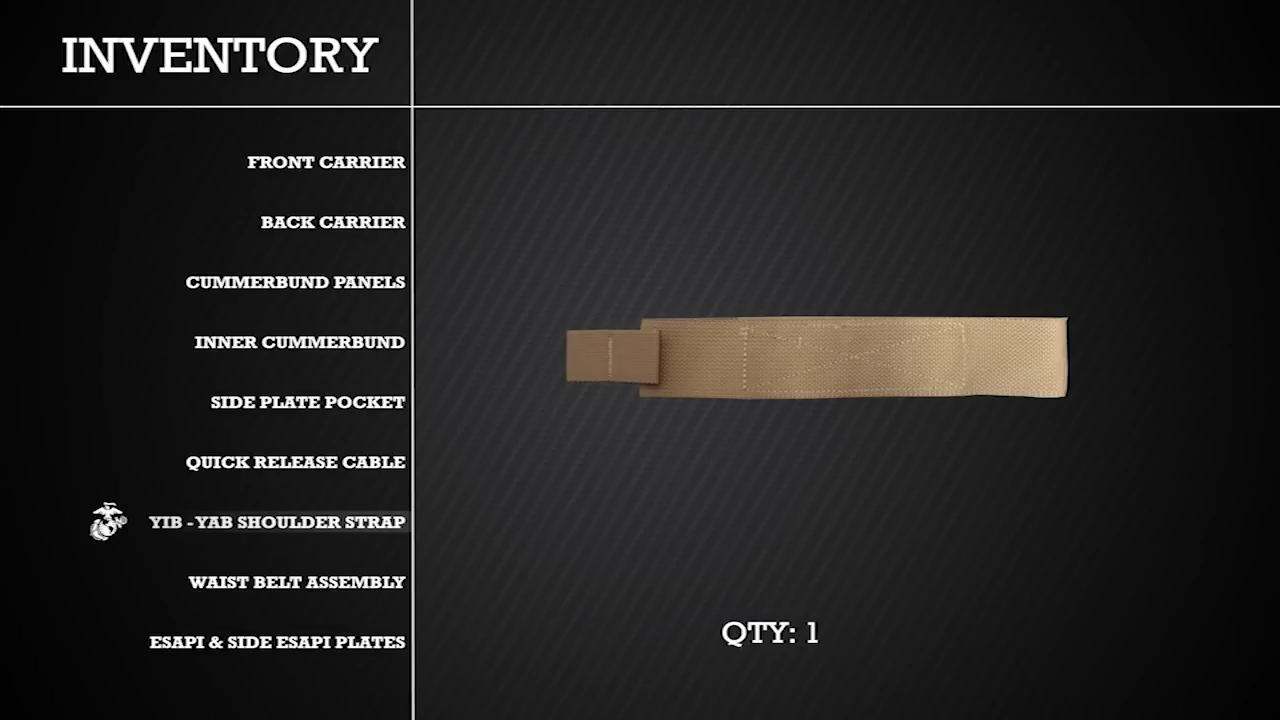 INVENTORY
FRONT CARRIER
BACK CARRIER
CUMMERBUND PANELS
INNER CUMMERBUND
SIDE PLATE POCKET
QUICK RELEASE CABLE
YIB - YAB SHOULDER STRAP
WAIST BELT ASSEMBLY
ESAPI & SIDE ESAPI PLATES
QTY: 1